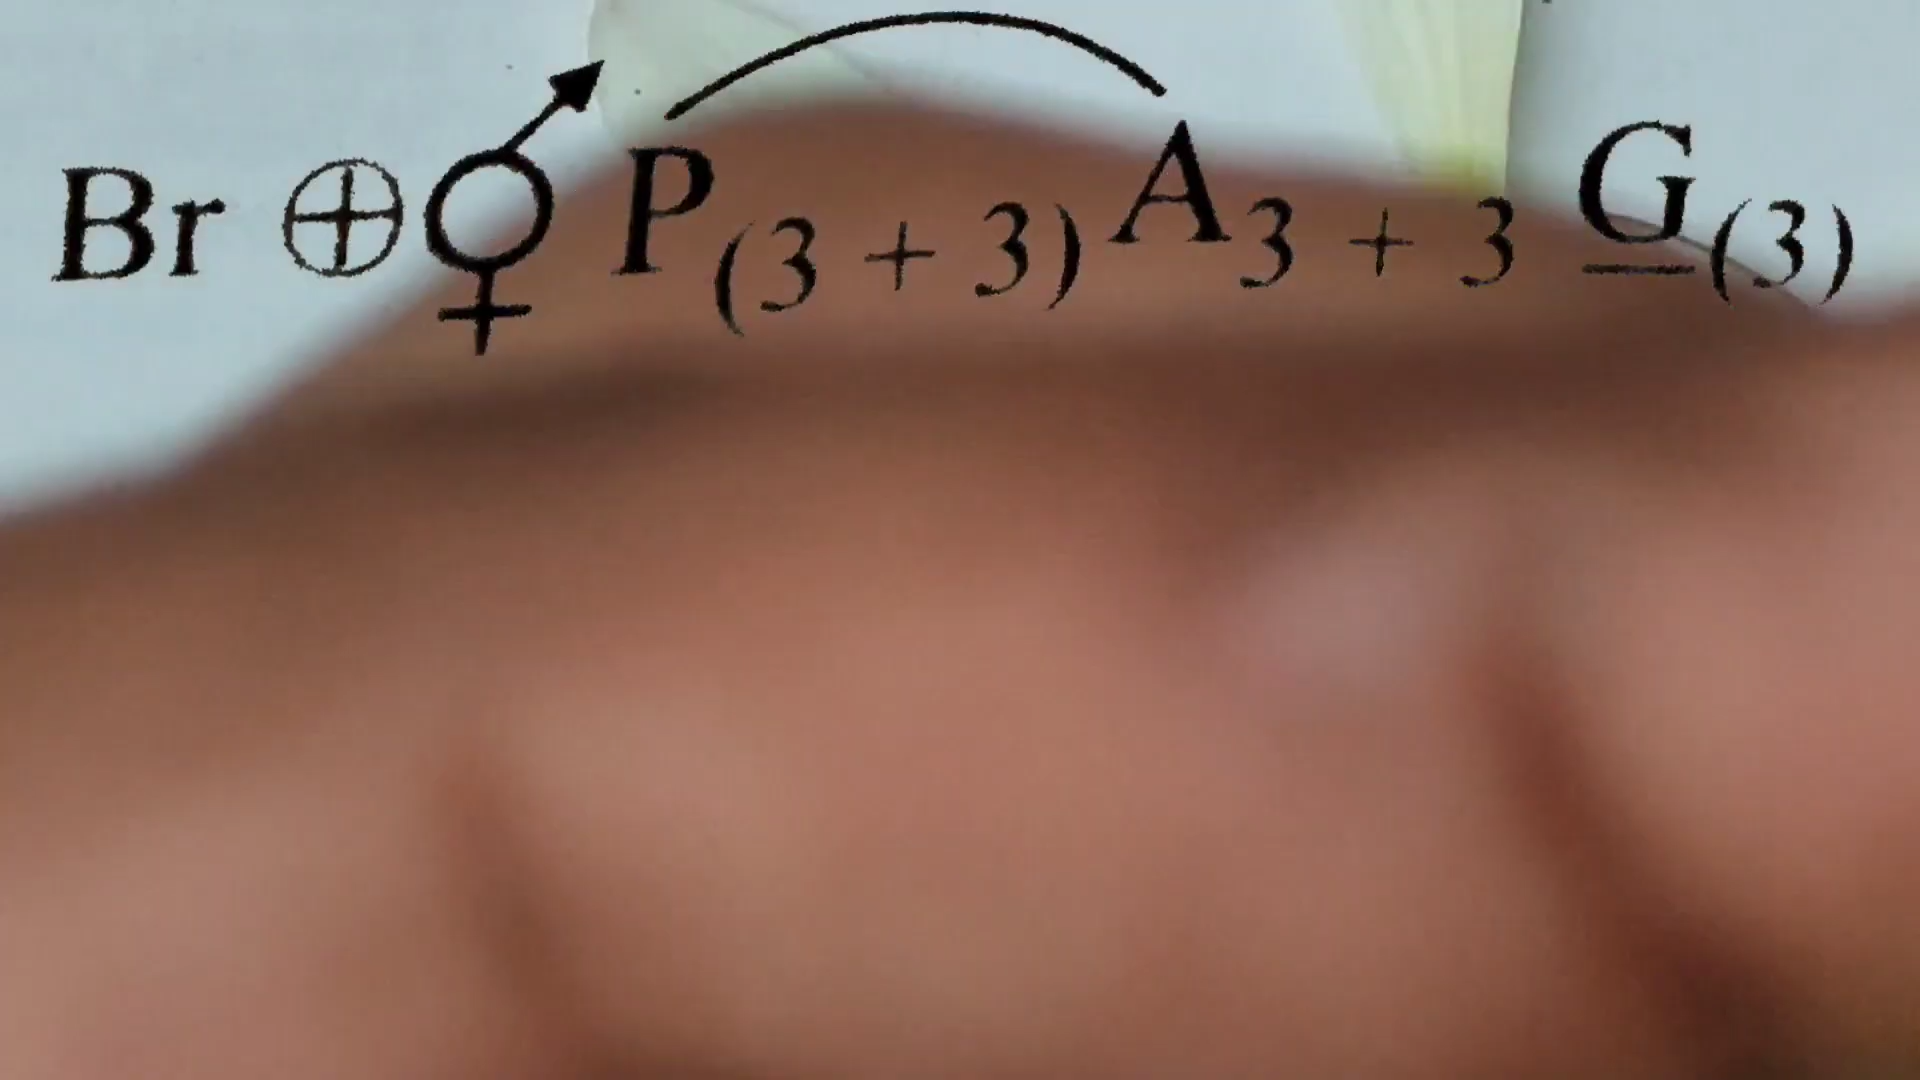 Br ⊕ ⚥ P(3 + 3) A3 + 3 G(3)